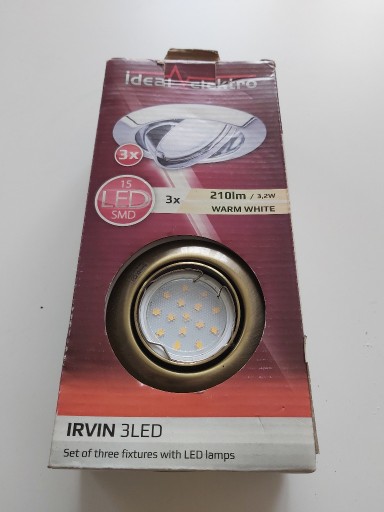 Ideal elektro
3x
15
LED
SMD
3x
210lm / 3,2W
WARM WHITE
IRVIN 3LED
Set of three fixtures with LED lamps